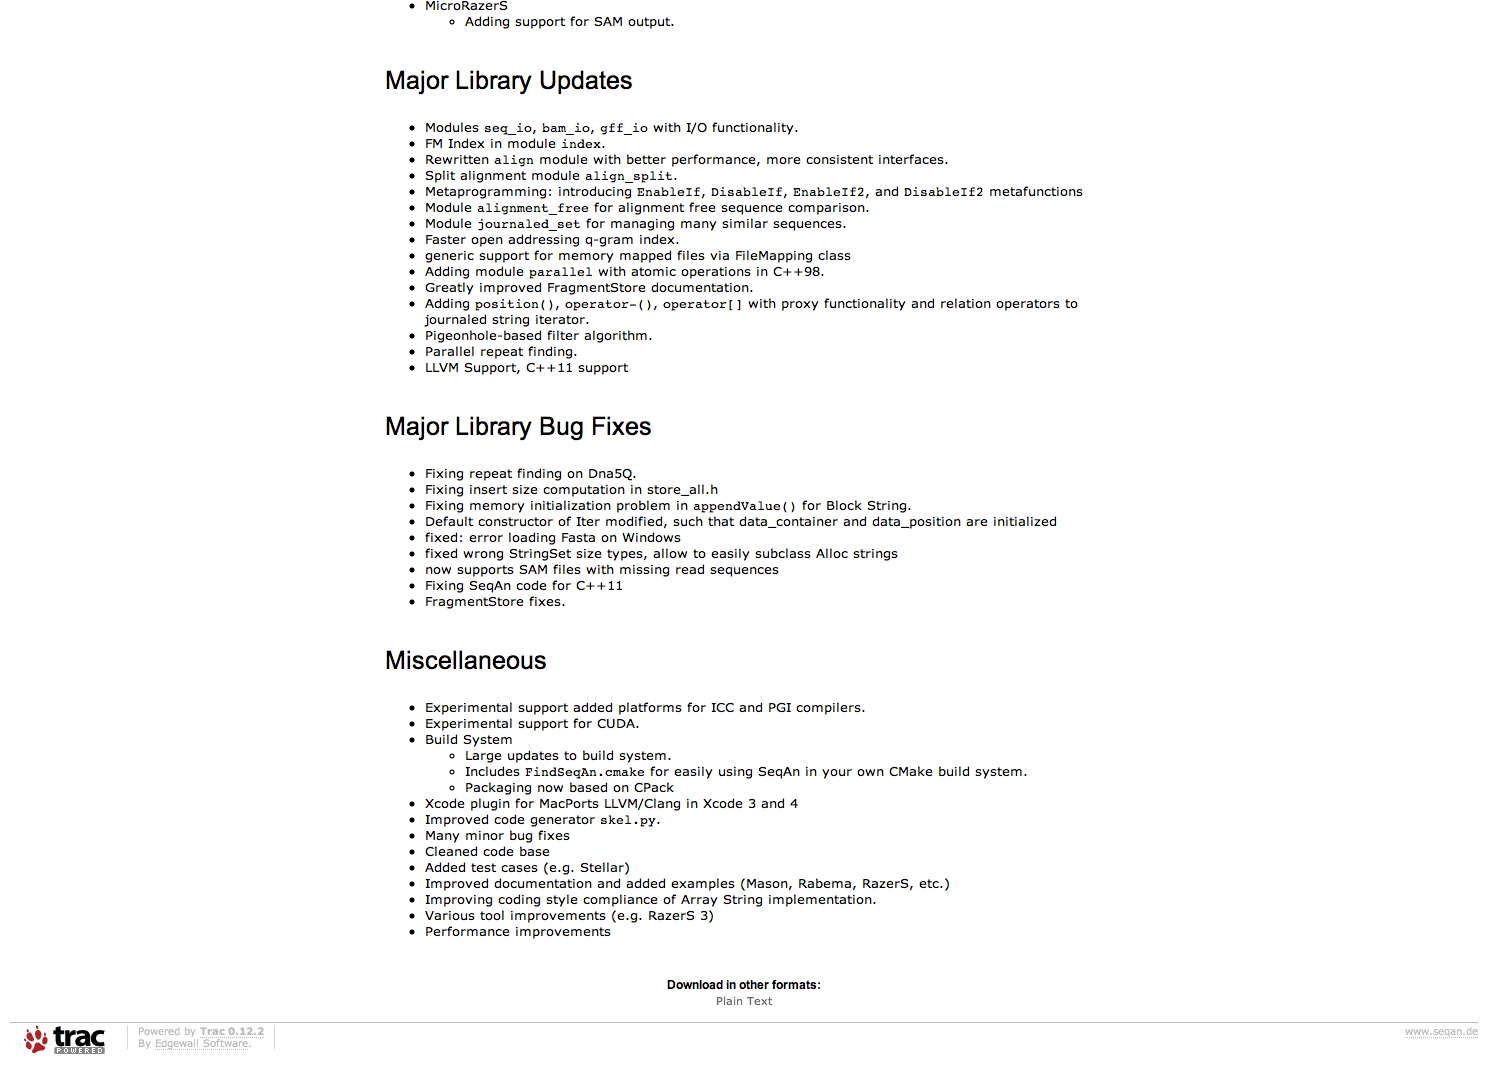 MicroRazerS
Adding support for SAM output.
Major Library Updates
Modules seq_io, bam_io, gff_io with I/O functionality.
FM Index in module index.
Rewritten align module with better performance, more consistent interfaces.
Split alignment module align_split.
Metaprogramming: introducing EnableIf, DisableIf, EnableIf2, and DisableIf2 metafunctions
Module alignment_free for alignment free sequence comparison.
Module journaled_set for managing many similar sequences.
Faster open addressing q-gram index.
generic support for memory mapped files via FileMapping class
Adding module parallel with atomic operations in C++98.
Greatly improved FragmentStore documentation.
Adding position(), operator-(), operator[] with proxy functionality and relation operators to
journaled string iterator.
Pigeonhole-based filter algorithm.
Parallel repeat finding.
LLVM Support, C++11 support
Major Library Bug Fixes
Fixing repeat finding on Dna5Q.
Fixing insert size computation in store_all.h
Fixing memory initialization problem in appendValue() for Block String.
Default constructor of Iter modified, such that data_container and data_position are initialized
fixed: error loading Fasta on Windows
fixed wrong StringSet size types, allow to easily subclass Alloc strings
now supports SAM files with missing read sequences
Fixing SeqAn code for C++11
FragmentStore fixes.
Miscellaneous
Experimental support added platforms for ICC and PGI compilers.
Experimental support for CUDA.
Build System
Large updates to build system.
Includes FindSeqAn.cmake for easily using SeqAn in your own CMake build system.
Packaging now based on CPack
Xcode plugin for MacPorts LLVM/Clang in Xcode 3 and 4
Improved code generator skel.py.
Many minor bug fixes
Cleaned code base
Added test cases (e.g. Stellar)
Improved documentation and added examples (Mason, Rabema, RazerS, etc.)
Improving coding style compliance of Array String implementation.
Various tool improvements (e.g. RazerS 3)
Performance improvements
Download in other formats:
Plain Text
trac
POWERED
Powered by Trac 0.12.2
By Edgewall Software.
www.seqan.de